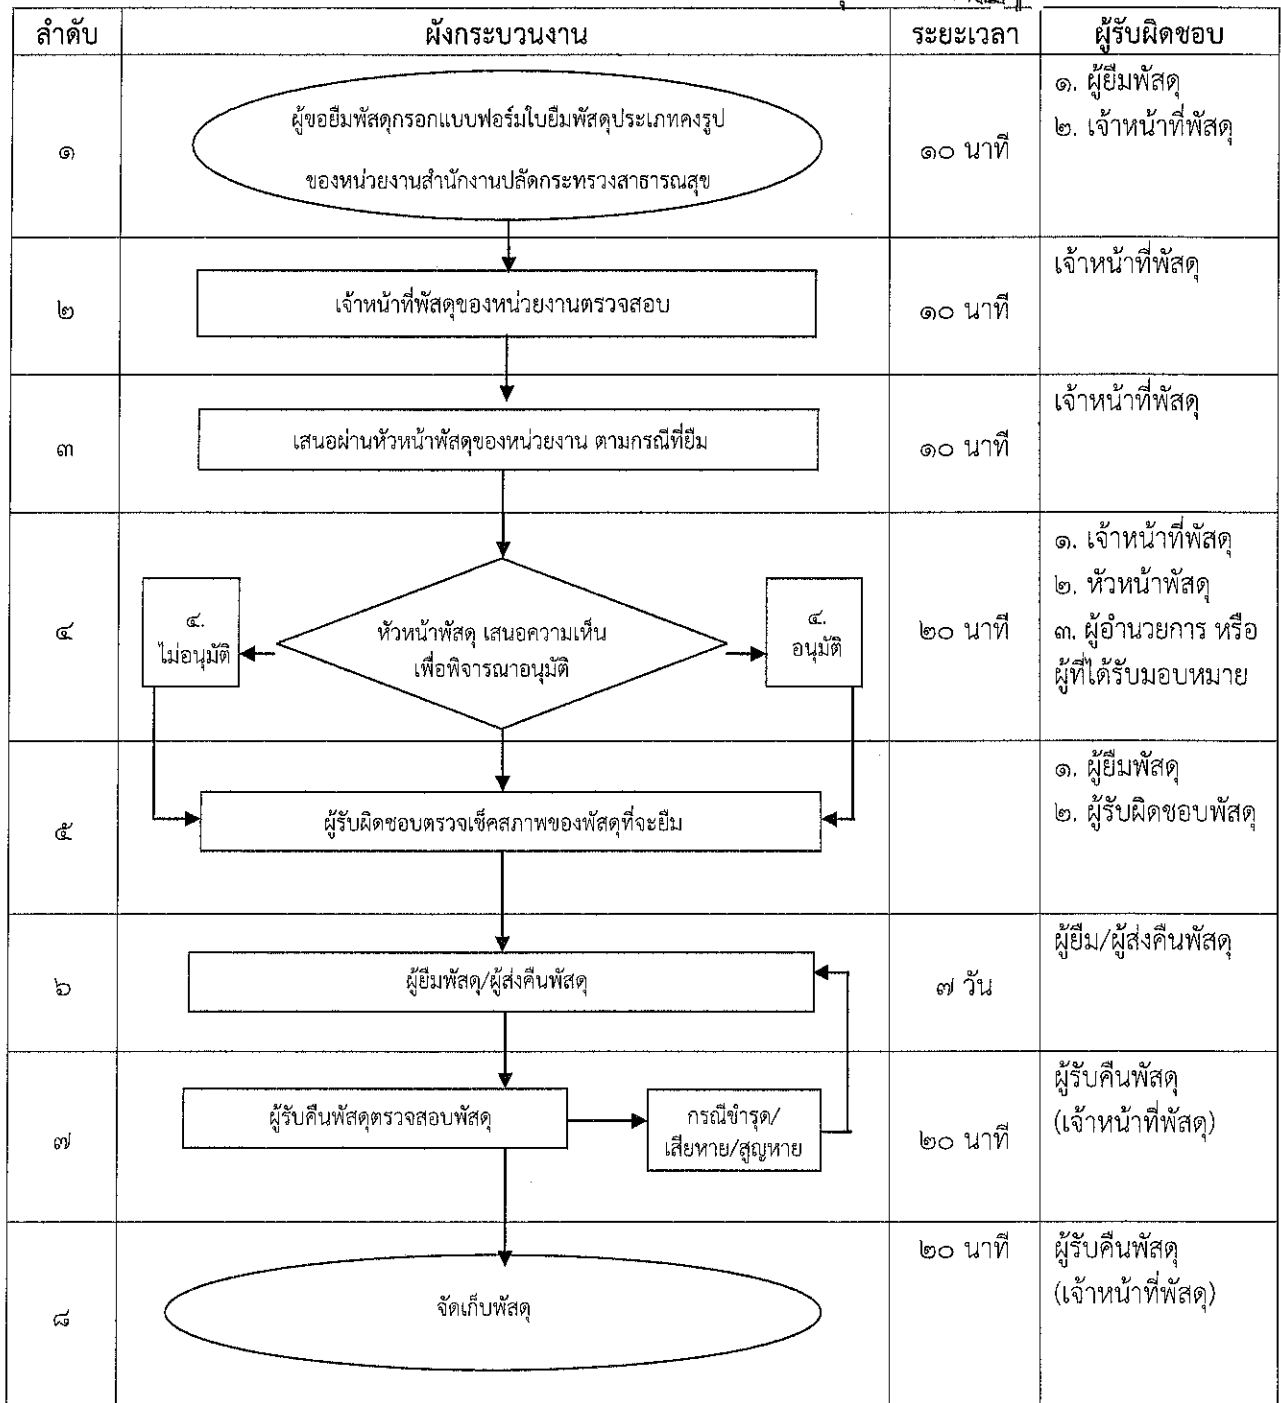 ลำดับ ผังกระบวนงาน ระยะเวลา ผู้รับผิดชอบ
๑
ผู้ขอยืมพัสดุกรอกแบบฟอร์มใบยืมพัสดุประเภทคงรูป
ของหน่วยงานสำนักงานปลัดกระทรวงสาธารณสุข
๑๐ นาที
๑. ผู้ยืมพัสดุ
๒. เจ้าหน้าที่พัสดุ
๒
เจ้าหน้าที่พัสดุของหน่วยงานตรวจสอบ
๑๐ นาที
เจ้าหน้าที่พัสดุ
๓
เสนอผ่านหัวหน้าพัสดุของหน่วยงาน ตามกรณีที่ยืม
๑๐ นาที
เจ้าหน้าที่พัสดุ
๔
๔.
ไม่อนุมัติ
หัวหน้าพัสดุ เสนอความเห็น
เพื่อพิจารณาอนุมัติ
๔.
อนุมัติ
๒๐ นาที
๑. เจ้าหน้าที่พัสดุ
๒. หัวหน้าพัสดุ
๓. ผู้อำนวยการ หรือ
ผู้ที่ได้รับมอบหมาย
๕
ผู้รับผิดชอบตรวจเช็คสภาพของพัสดุที่จะยืม
๑. ผู้ยืมพัสดุ
๒. ผู้รับผิดชอบพัสดุ
๖
ผู้ยืมพัสดุ/ผู้ส่งคืนพัสดุ
๗ วัน
ผู้ยืม/ผู้ส่งคืนพัสดุ
๗
ผู้รับคืนพัสดุตรวจสอบพัสดุ
กรณีชำรุด/
เสียหาย/สูญหาย
๒๐ นาที
ผู้รับคืนพัสดุ
(เจ้าหน้าที่พัสดุ)
๘
จัดเก็บพัสดุ
๒๐ นาที
ผู้รับคืนพัสดุ
(เจ้าหน้าที่พัสดุ)